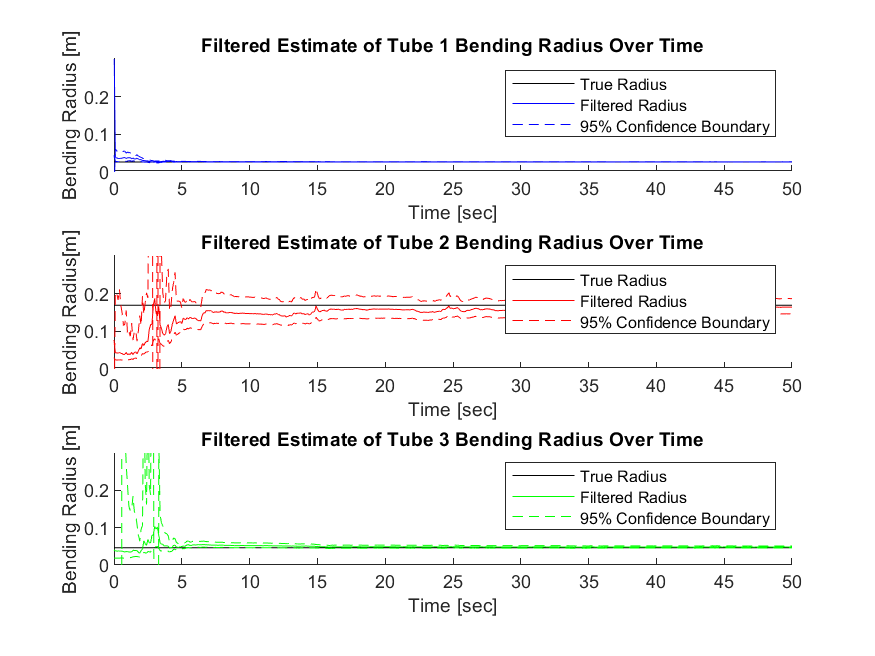 Filtered Estimate of Tube 1 Bending Radius Over Time
Bending Radius [m]
0.2
0.1
0
True Radius
Filtered Radius
95% Confidence Boundary
0 5 10 15 20 25 30 35 40 45 50
Time [sec]
Filtered Estimate of Tube 2 Bending Radius Over Time
Bending Radius[m]
0.2
0.1
0
True Radius
Filtered Radius
95% Confidence Boundary
0 5 10 15 20 25 30 35 40 45 50
Time [sec]
Filtered Estimate of Tube 3 Bending Radius Over Time
Bending Radius [m]
0.2
0.1
0
True Radius
Filtered Radius
95% Confidence Boundary
0 5 10 15 20 25 30 35 40 45 50
Time [sec]